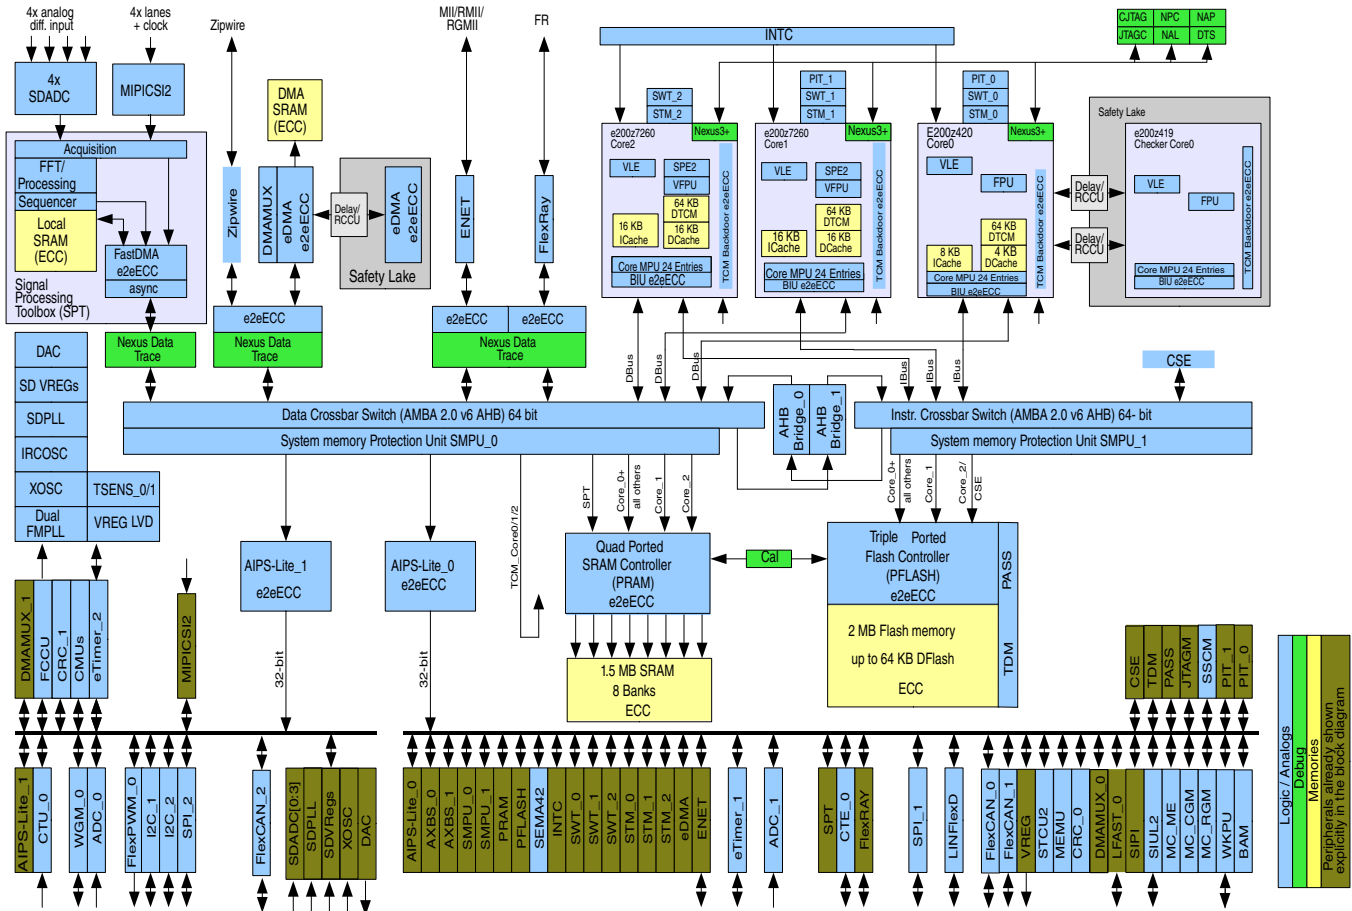 4x analog
diff. input
4x lanes
+ clock
Zipwire
MII/RMII/
RGMII
FR
INTC
CJTAG
NPC
NAP
JTAGC
NAL
DTS
4x
SDADC
MIPICSI2
DMA
SRAM
(ECC)
Acquisition
FFT/
Processing
Sequencer
Local
SRAM
(ECC)
FastDMA
e2eECC
async
Signal
Processing
Toolbox (SPT)
Zipwire
DMAMUX
eDMA
e2eECC
Delay/
RCCU
eDMA
e2eECC
Safety Lake
ENET
FlexRay
SWT_2
STM_2
e200z7260
Core2
Nexus3+
VLE
SPE2
VFPU
64 KB
DTCM
16 KB
ICache
16 KB
DCache
Core MPU 24 Entries
BIU e2eECC
TCM Backdoor e2eECC
PIT_1
SWT_1
STM_1
e200z7260
Core1
Nexus3+
VLE
SPE2
VFPU
64 KB
DTCM
16 KB
ICache
16 KB
DCache
Core MPU 24 Entries
BIU e2eECC
TCM Backdoor e2eECC
PIT_0
SWT_0
STM_0
E200z420
Core0
Nexus3+
VLE
FPU
64 KB
DTCM
8 KB
ICache
4 KB
DCache
Core MPU 24 Entries
BIU e2eECC
TCM Backdoor e2eECC
Delay/
RCCU
Delay/
RCCU
Safety Lake
e200z419
Checker Core0
VLE
FPU
Core MPU 24 Entries
BIU e2eECC
TCM Backdoor e2eECC
Nexus Data
Trace
e2eECC
Nexus Data
Trace
e2eECC
e2eECC
Nexus Data
Trace
DBus
DBus
DBus
IBus
IBus
IBus
CSE
DAC
SD VREGs
SDPLL
IRCOSC
XOSC
TSENS_0/1
Dual
FMPLL
VREG LVD
Data Crossbar Switch (AMBA 2.0 v6 AHB) 64 bit
System memory Protection Unit SMPU_0
AHB
Bridge_0
AHB
Bridge_1
Instr. Crossbar Switch (AMBA 2.0 v6 AHB) 64- bit
System memory Protection Unit SMPU_1
TCM_Core0/1/2
SPT
Core_0+
all others
Core_1
Core_2
Core_0+
all others
Core_1
Core_2/
CSE
AIPS-Lite_1
e2eECC
AIPS-Lite_0
e2eECC
32-bit
32-bit
Quad Ported
SRAM Controller
(PRAM)
e2eECC
1.5 MB SRAM
8 Banks
ECC
Cal
Triple Ported
Flash Controller
(PFLASH)
e2eECC
2 MB Flash memory
up to 64 KB DFlash
ECC
PASS
TDM
DMAMUX_1
FCCU
CRC_1
CMUs
eTimer_2
MIPICSI2
CSE
TDM
PASS
JTAGM
SSCM
PIT_1
PIT_0
AIPS-Lite_1
CTU_0
WGM_0
ADC_0
FlexPWM_0
I2C_1
I2C_2
SPI_2
FlexCAN_2
SDADC[0:3]
SDPLL
SDVRegs
XOSC
DAC
AIPS-Lite_0
AXBS_0
AXBS_1
SMPU_0
SMPU_1
PRAM
PFLASH
SEMA42
INTC
SWT_0
SWT_1
SWT_2
STM_0
STM_1
STM_2
eDMA
ENET
eTimer_1
ADC_1
SPT
CTE_0
FlexRAY
SPI_1
LINFlexD
FlexCAN_0
FlexCAN_1
VREG
STCU2
MEMU
CRC_0
DMAMUX_0
LFAST_0
SIPI
SIUL2
MC_ME
MC_CGM
MC_RGM
WKPU
BAM
Logic / Analogs
Debug
Memories
Peripherals already shown
explicitly in the block diagram